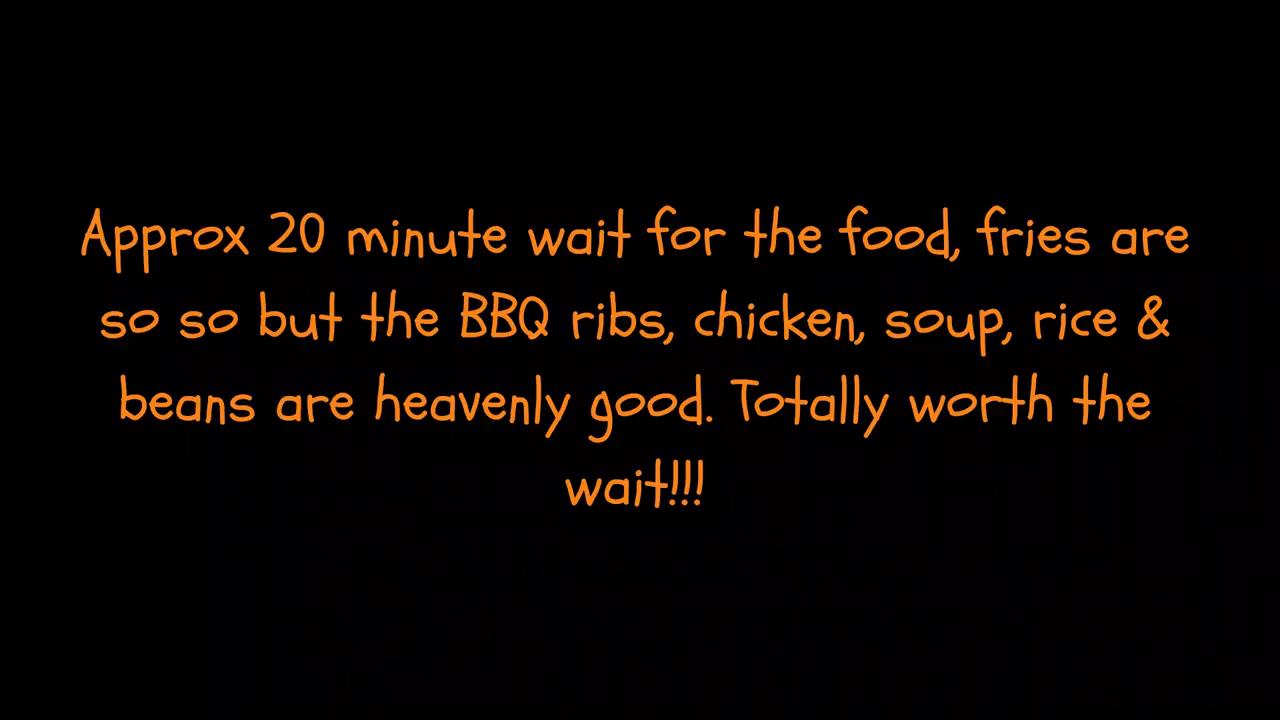 Approx 20 minute wait for the food, fries are
so so but the BBQ ribs, chicken, soup, rice &
beans are heavenly good. Totally worth the
wait!!!